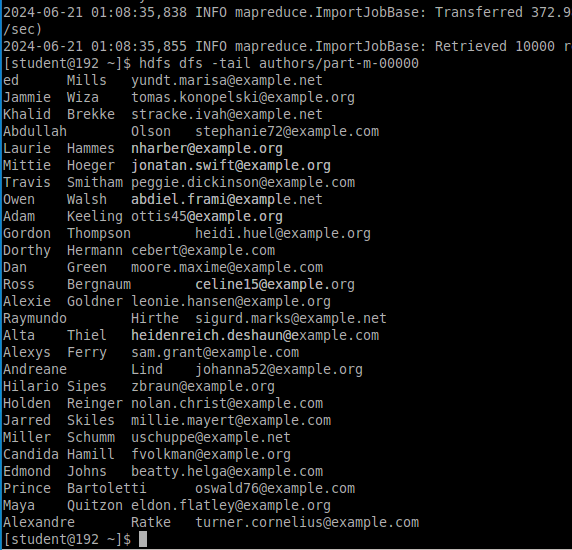 2024-06-21 01:08:35,838 INFO mapreduce.ImportJobBase: Transferred 372.9
/sec)
2024-06-21 01:08:35,855 INFO mapreduce.ImportJobBase: Retrieved 10000 r
[student@192 ~]$ hdfs dfs -tail authors/part-m-00000
ed      Mills   yundt.marisa@example.net
Jammie  Wiza    tomas.konopelski@example.org
Khalid  Brekke  stracke.ivah@example.net
Abdullah        Olson   stephanie72@example.com
Laurie  Hammes  nharber@example.org
Mittie  Hoeger  jonatan.swift@example.org
Travis  Smitham peggie.dickinson@example.com
Owen    Walsh   abdiel.frami@example.net
Adam    Keeling ottis45@example.org
Gordon  Thompson        heidi.huel@example.org
Dorthy  Hermann cebert@example.com
Dan     Green   moore.maxime@example.com
Ross    Bergnaum        celine15@example.org
Alexie  Goldner leonie.hansen@example.org
Raymundo        Hirthe  sigurd.marks@example.net
Alta    Thiel   heidenreich.deshaun@example.com
Alexys  Ferry   sam.grant@example.com
Andreane        Lind    johanna52@example.org
Hilario Sipes   zbraun@example.org
Holden  Reinger nolan.christ@example.com
Jarred  Skiles  millie.mayert@example.com
Miller  Schumm  uschuppe@example.net
Candida Hamill  fvolkman@example.org
Edmond  Johns   beatty.helga@example.com
Prince  Bartoletti      oswald76@example.com
Maya    Quitzon eldon.flatley@example.org
Alexandre       Ratke   turner.cornelius@example.com
[student@192 ~]$